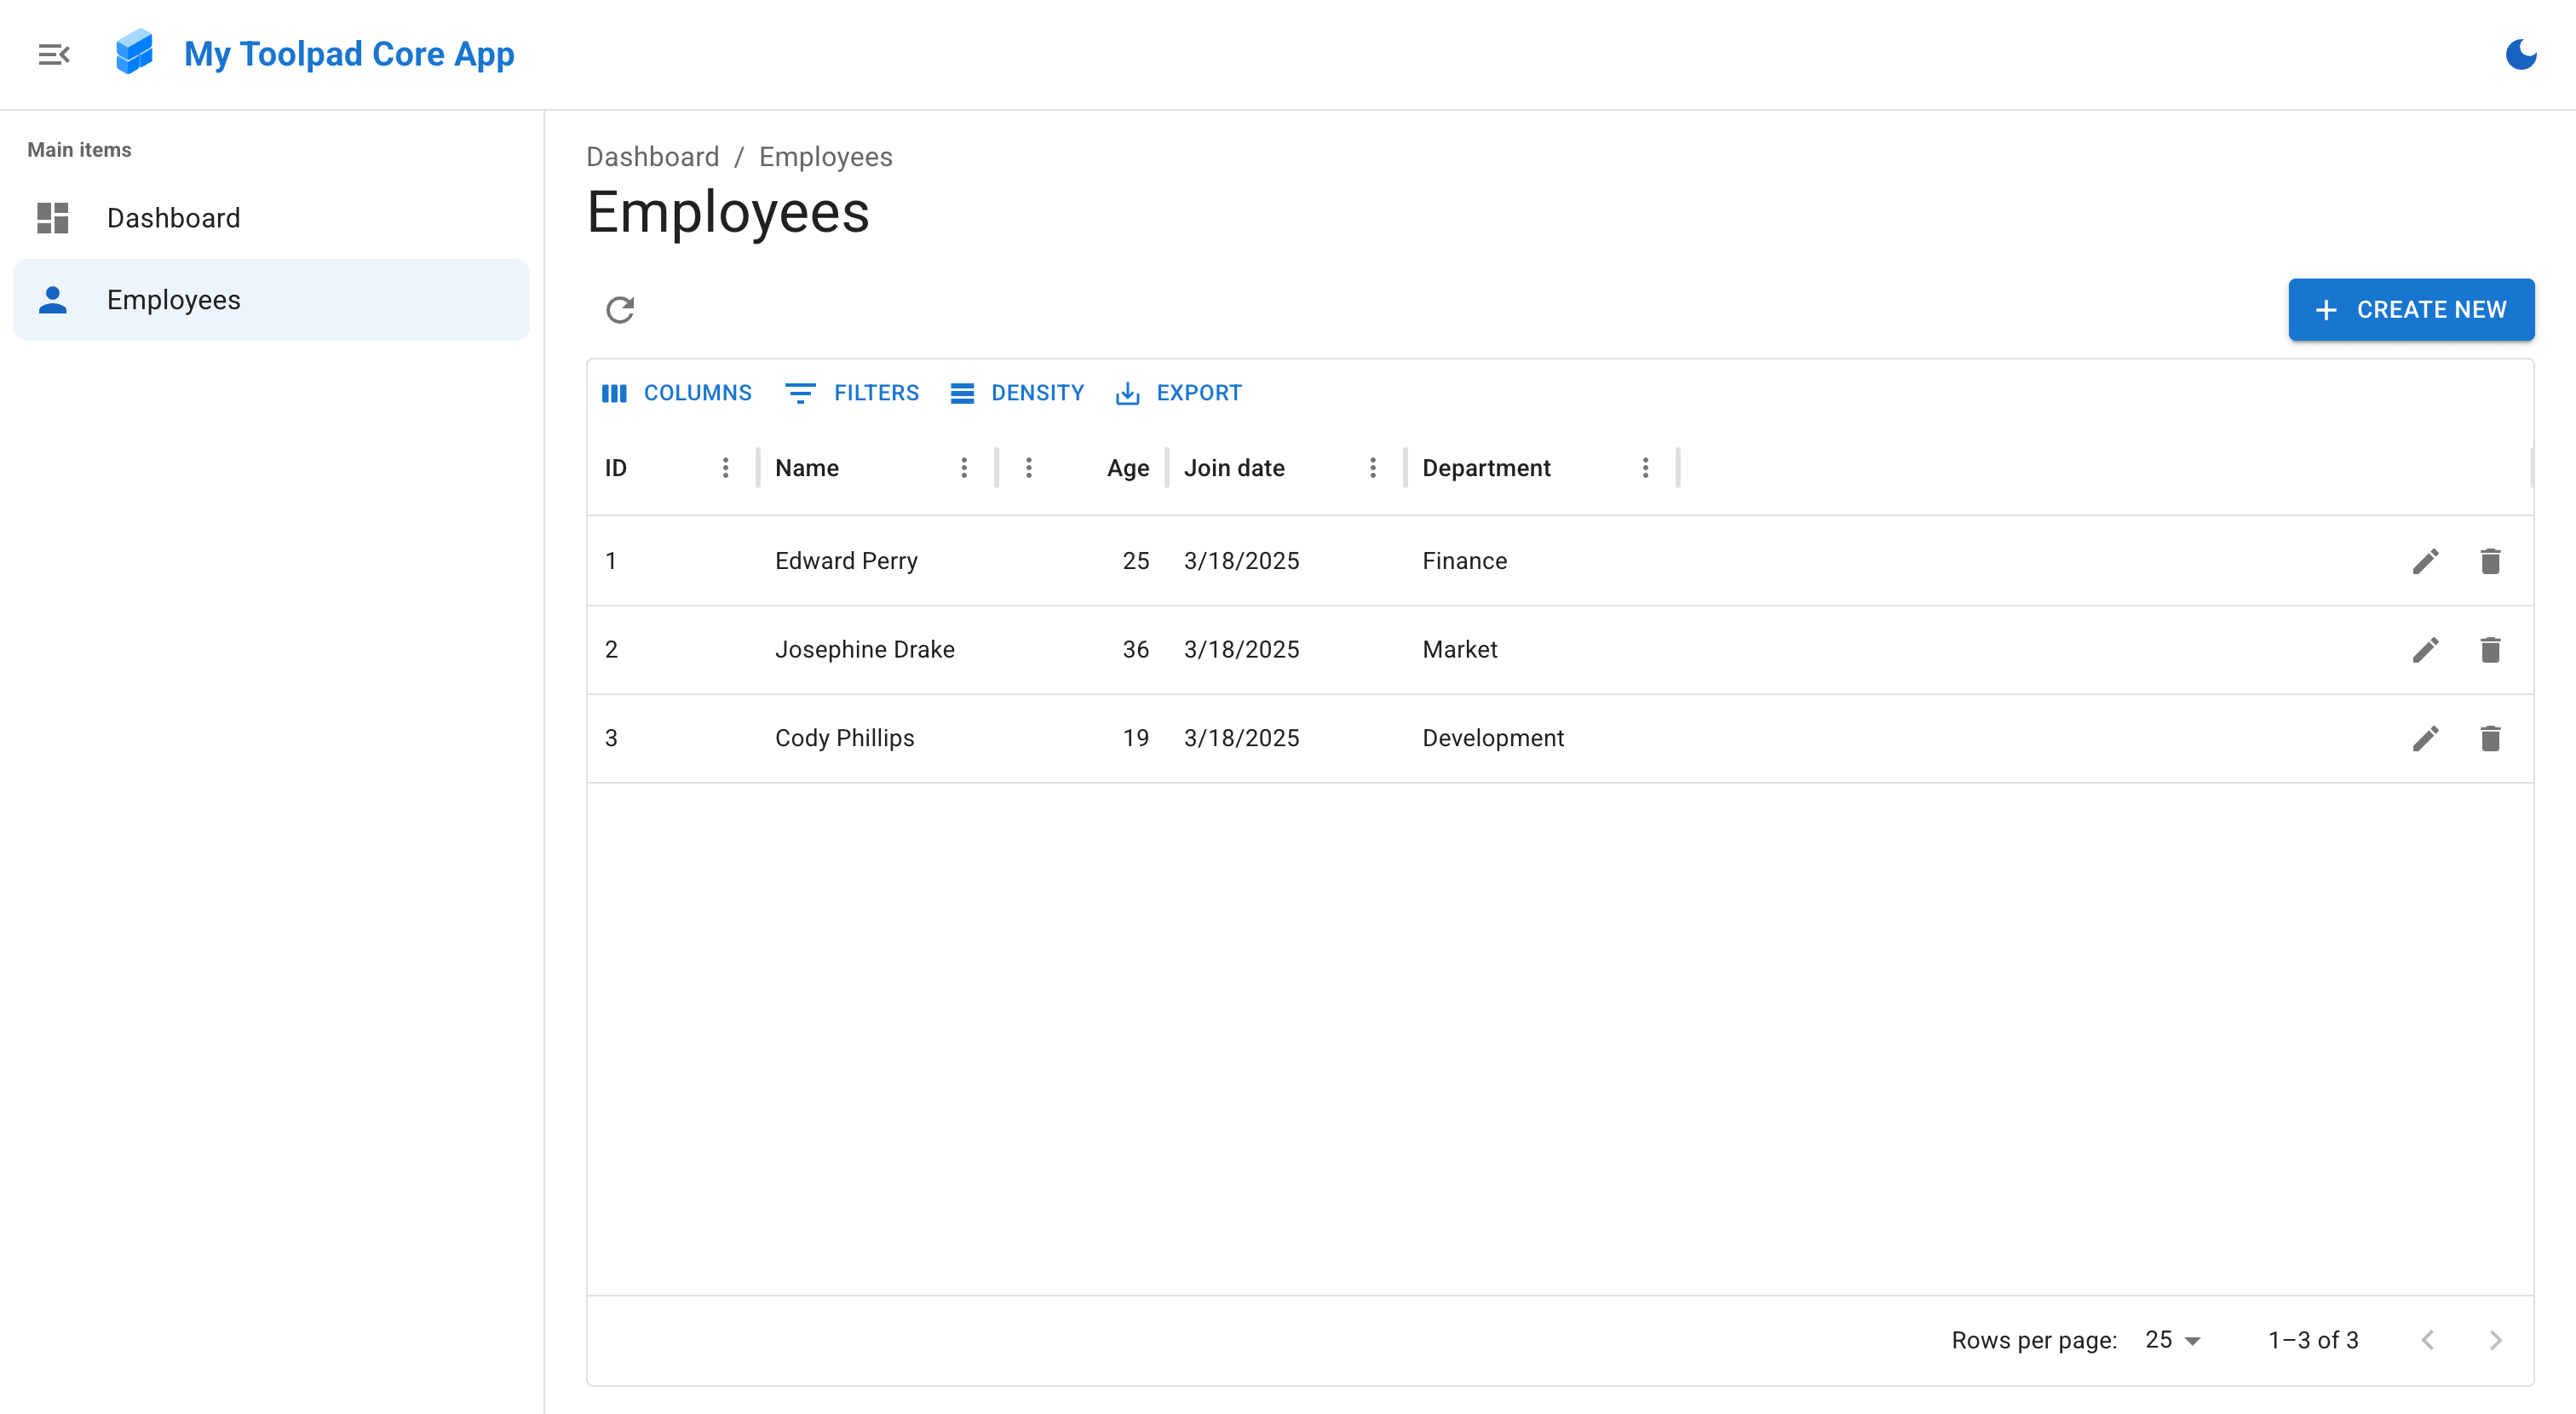 My Toolpad Core App
Main items
Dashboard
Employees
Dashboard / Employees
Employees
CREATE NEW
COLUMNS FILTERS DENSITY EXPORT
ID Name Age Join date Department
1 Edward Perry 25 3/18/2025 Finance
2 Josephine Drake 36 3/18/2025 Market
3 Cody Phillips 19 3/18/2025 Development
Rows per page: 25 1–3 of 3